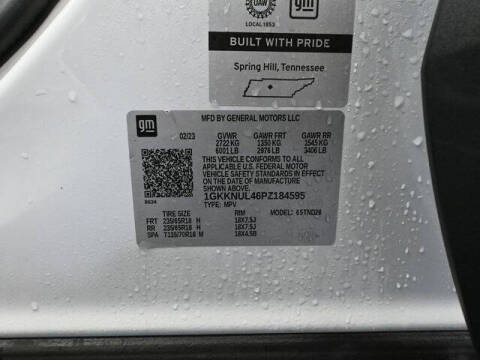 UAW
LOCAL 1853
gm
BUILT WITH PRIDE
Spring Hill, Tennessee
gm
MFD BY GENERAL MOTORS LLC
02/23 GVWR GAWR FRT GAWR RR
2722 KG 1350 KG 1545 KG
6001 LB 2976 LB 3406 LB
THIS VEHICLE CONFORMS TO ALL
APPLICABLE U.S. FEDERAL MOTOR
VEHICLE SAFETY STANDARDS IN EFFECT
ON THE DATE OF MANUFACTURE
SHOWN ABOVE.
1GKKNUL46PZ184595
TYPE: MPV
TIRE SIZE RIM MODEL:
FRT 235/65R18 H 18X7.5J
RR 235/65R18 H 18X7.5J
SPA T135/70R18 M 18X4.5B